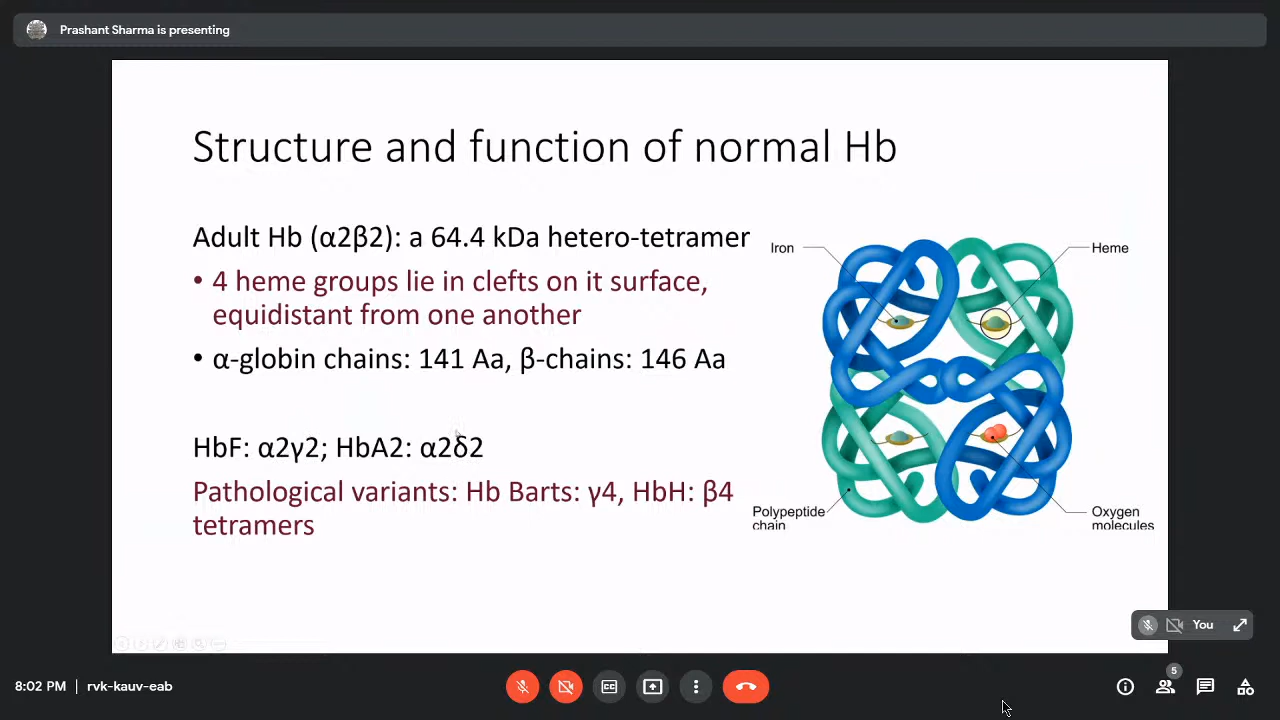 Prashant Sharma is presenting
Structure and function of normal Hb
Adult Hb (α2β2): a 64.4 kDa hetero-tetramer
• 4 heme groups lie in clefts on it surface,
equidistant from one another
• α-globin chains: 141 Aa, β-chains: 146 Aa
HbF: α2γ2; HbA2: α2δ2
Pathological variants: Hb Barts: γ4, HbH: β4
tetramers
Iron
Heme
Polypeptide
chain
Oxygen
molecules
You
8:02 PM | rvk-kauv-eab
5